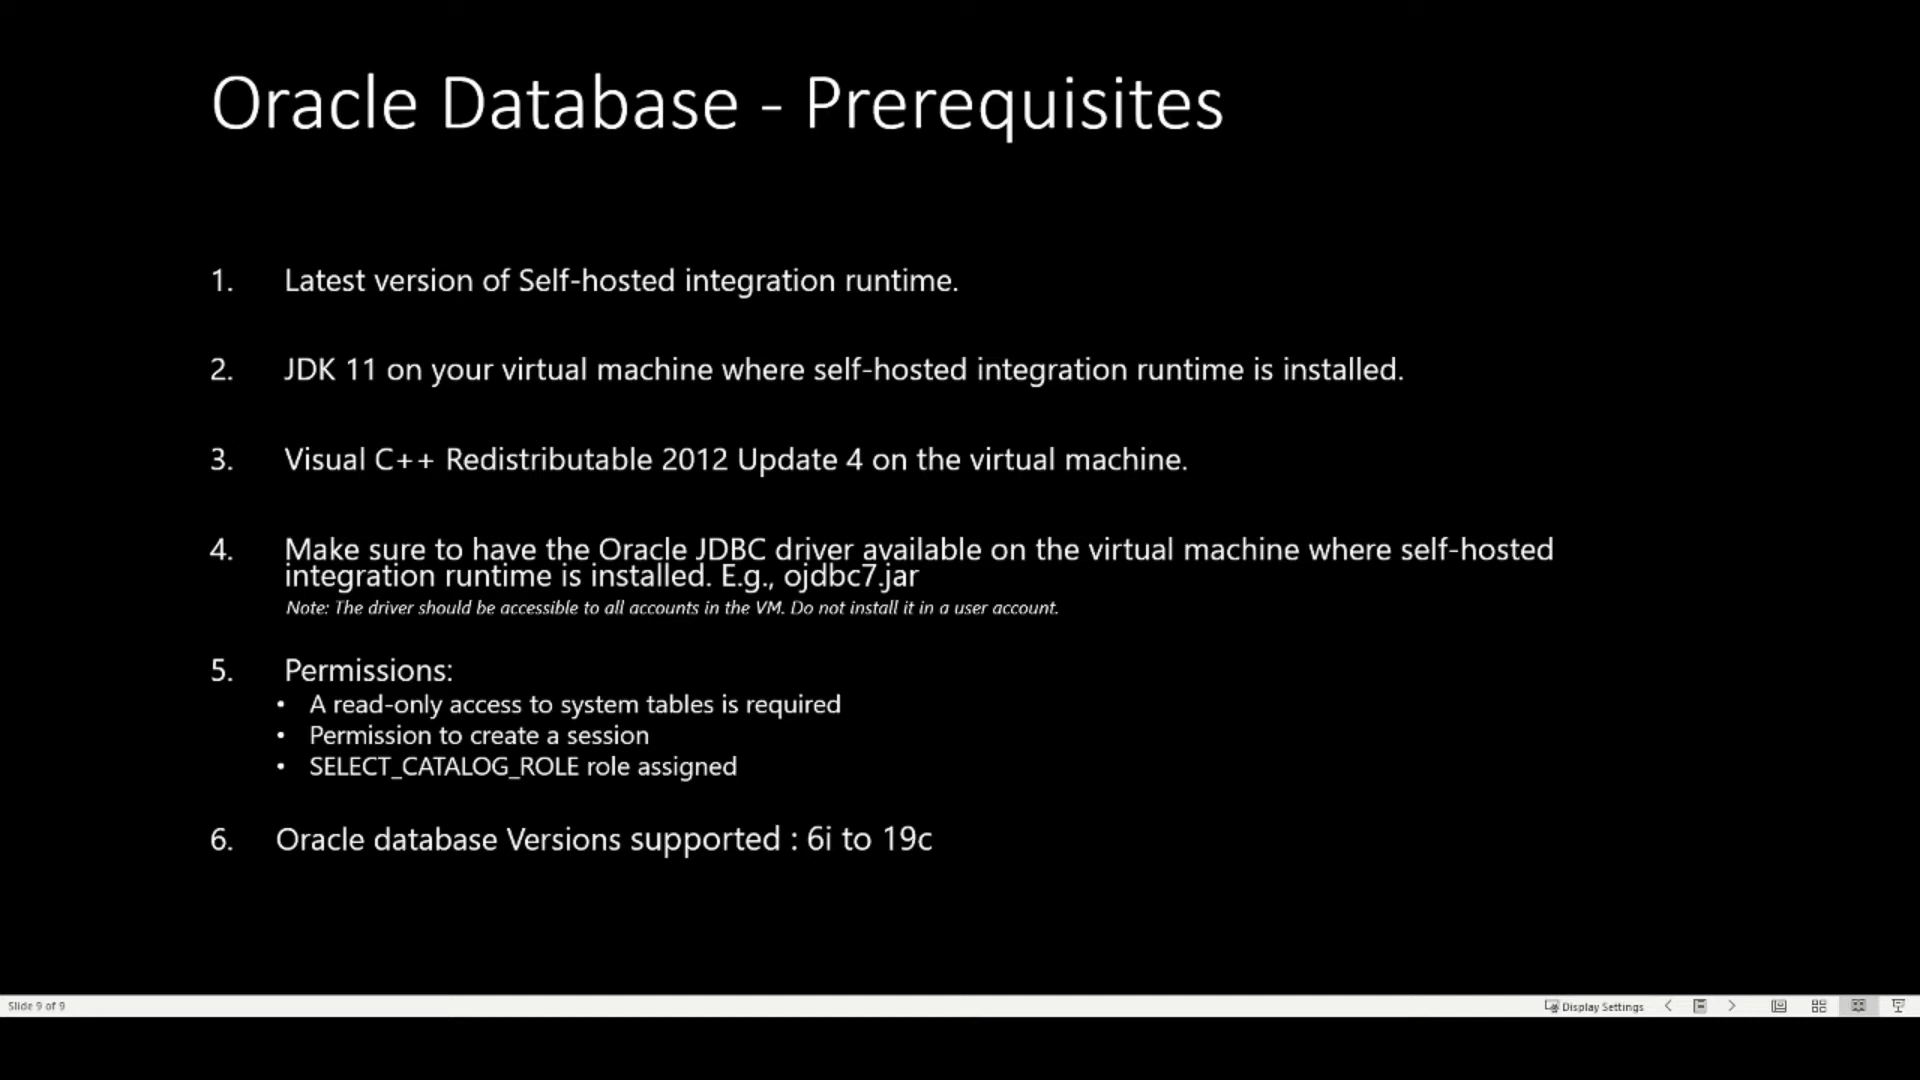 Oracle Database - Prerequisites
1. Latest version of Self-hosted integration runtime.
2. JDK 11 on your virtual machine where self-hosted integration runtime is installed.
3. Visual C++ Redistributable 2012 Update 4 on the virtual machine.
4. Make sure to have the Oracle JDBC driver available on the virtual machine where self-hosted
integration runtime is installed. E.g., ojdbc7.jar
Note: The driver should be accessible to all accounts in the VM. Do not install it in a user account.
5. Permissions:
• A read-only access to system tables is required
• Permission to create a session
• SELECT_CATALOG_ROLE role assigned
6. Oracle database Versions supported : 6i to 19c
Slide 9 of 9
Display Settings